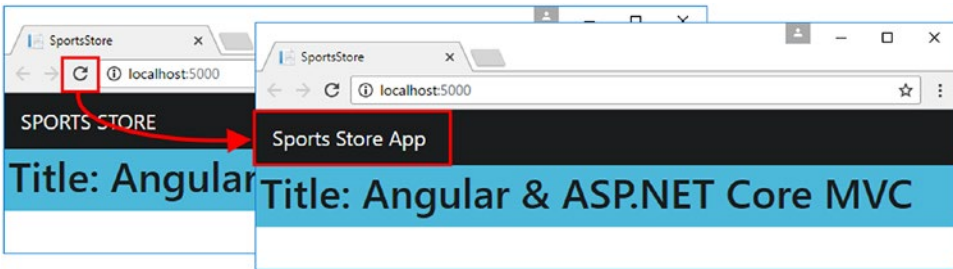 SportsStore
localhost:5000
SPORTS STORE
Title: Angular
SportsStore
localhost:5000
Sports Store App
Title: Angular & ASP.NET Core MVC